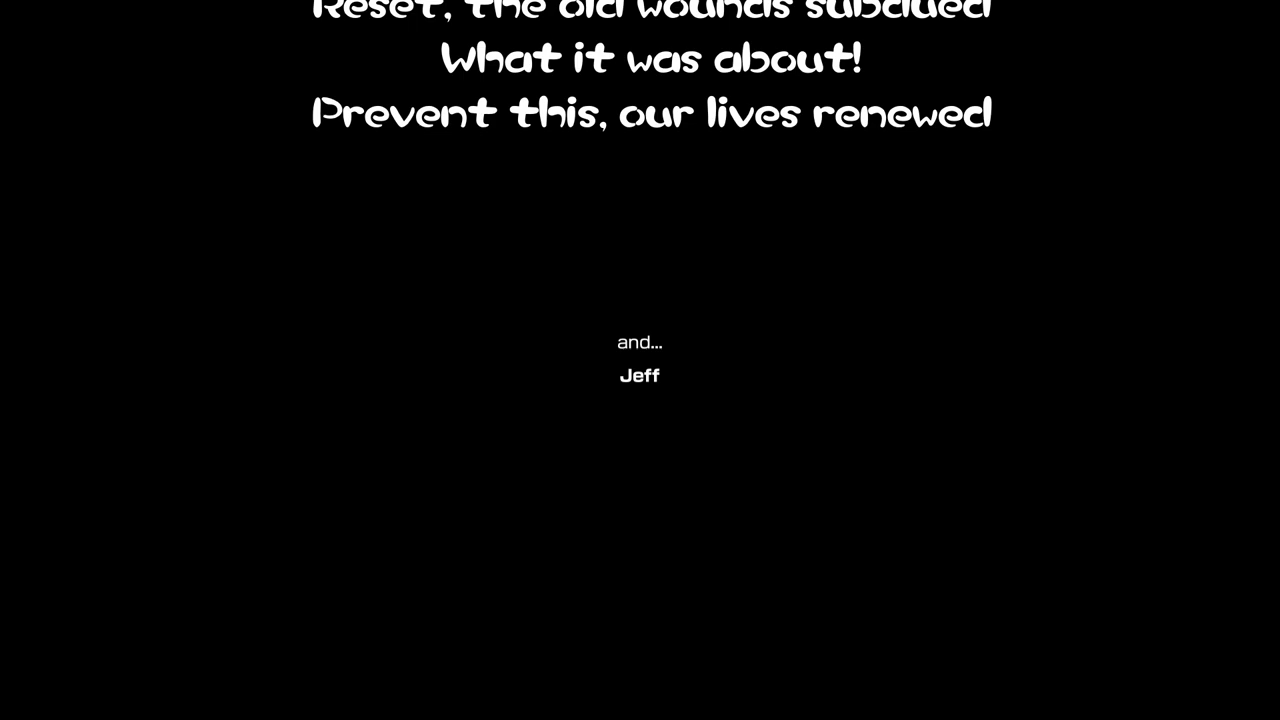 Reset, the old wounds subdued
What it was about!
Prevent this, our lives renewed
and...
Jeff